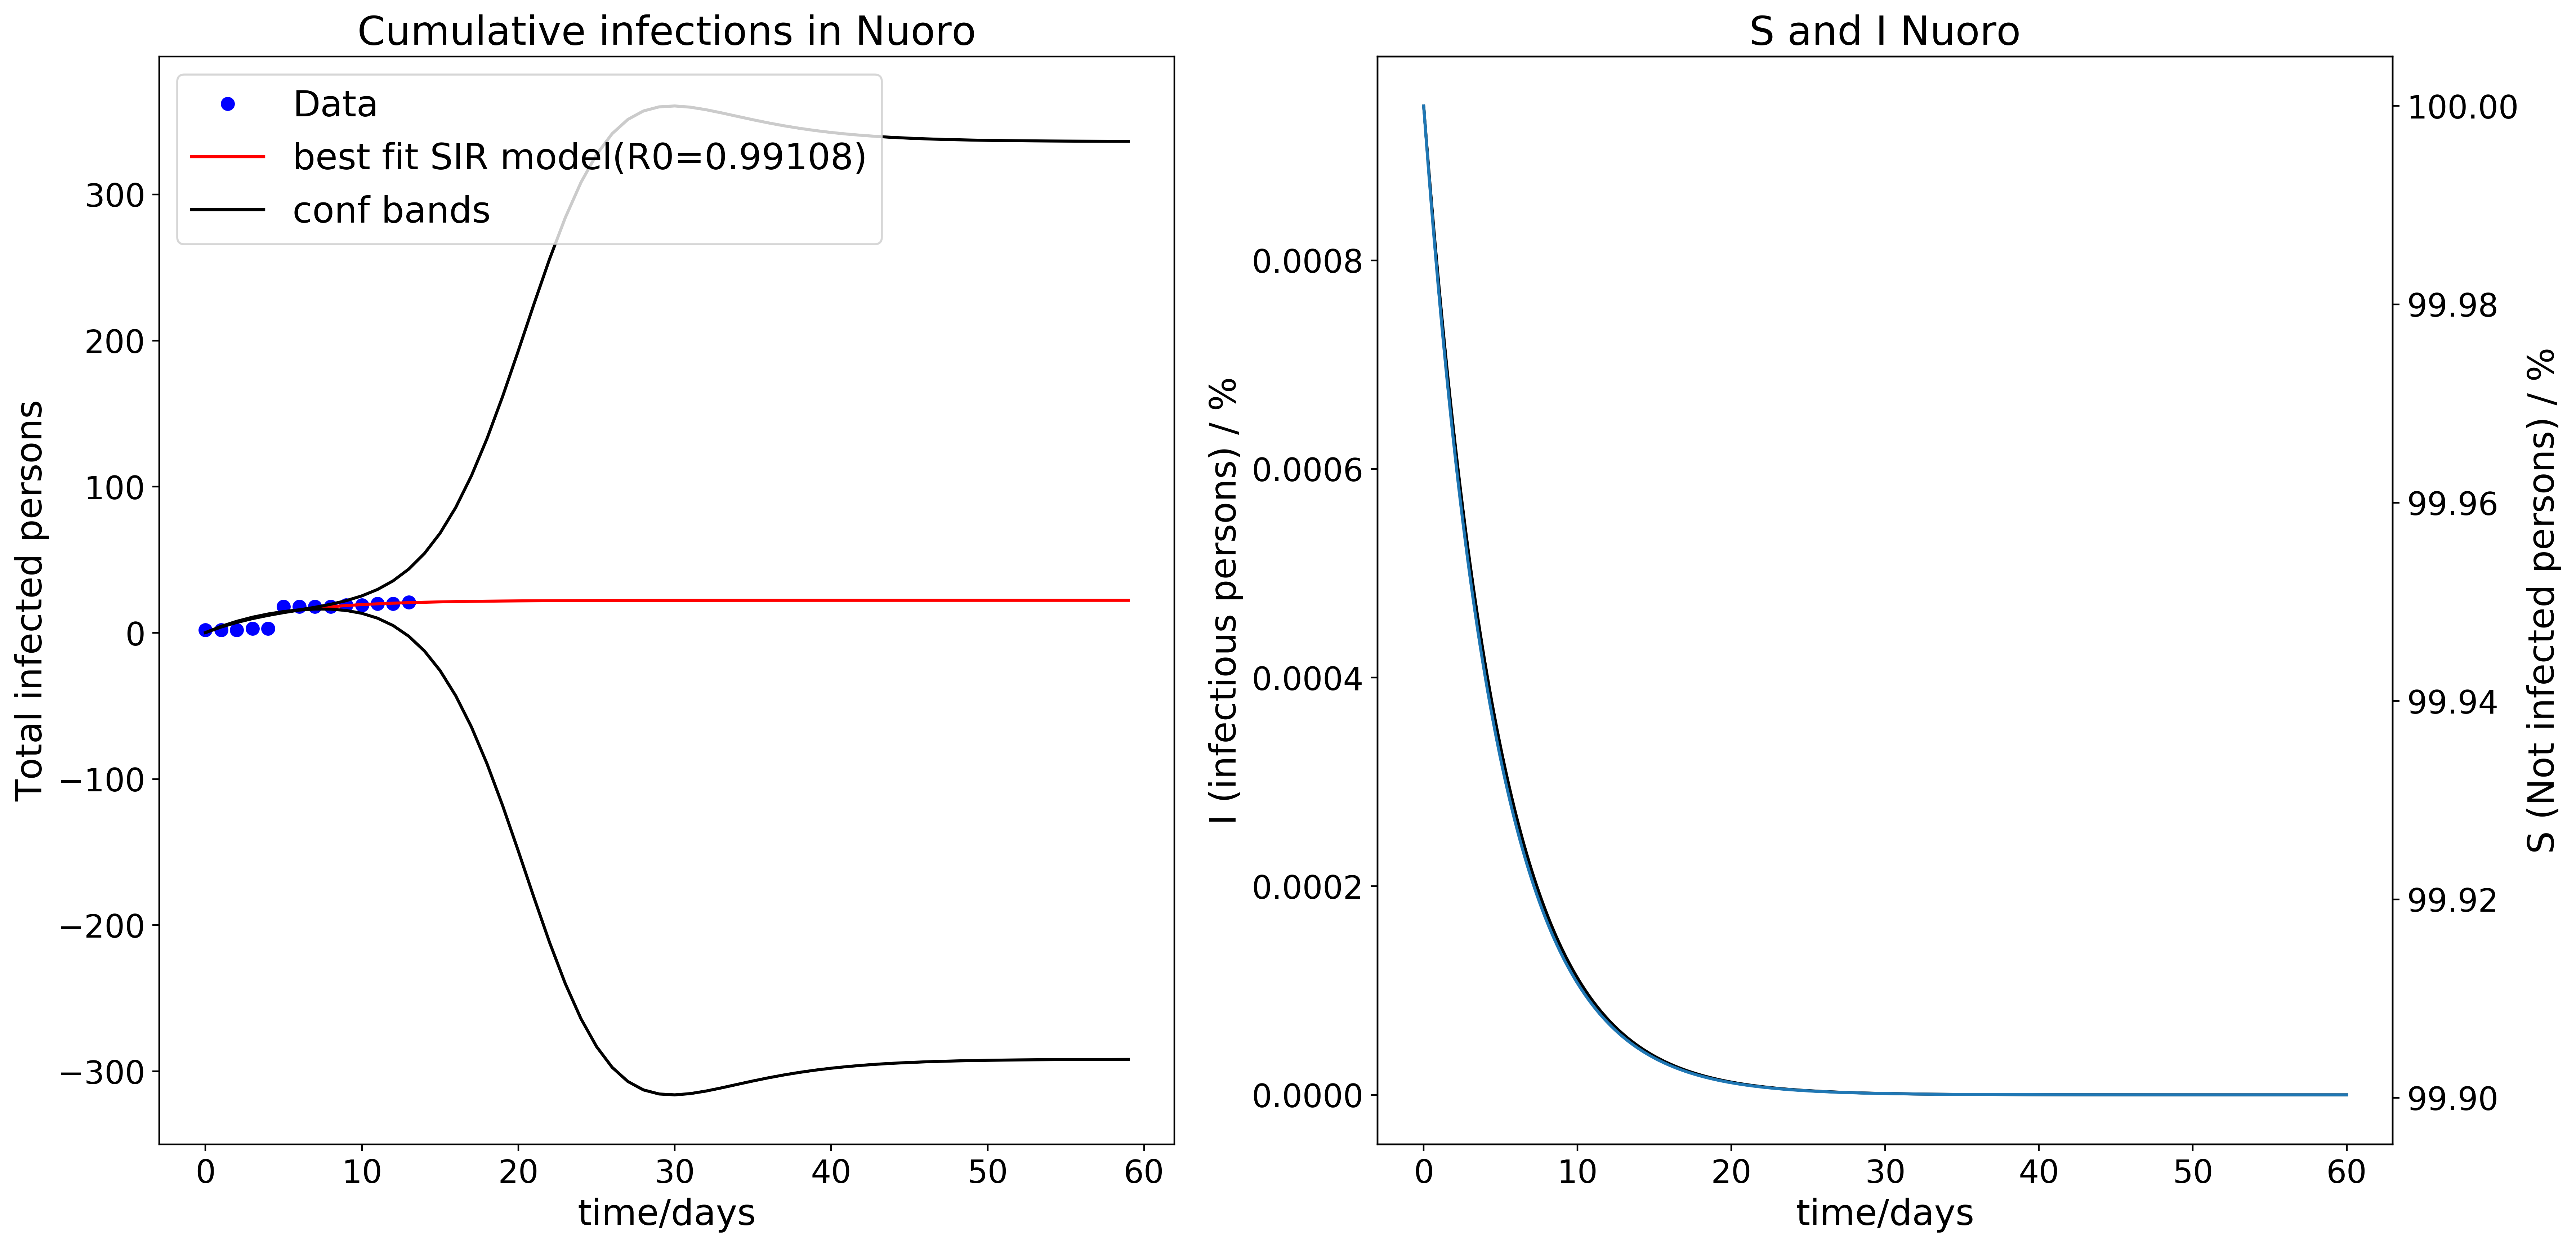 Cumulative infections in Nuoro
Data
best fit SIR model(R0=0.99108)
conf bands
300
200
100
0
−100
−200
−300
Total infected persons
0 10 20 30 40 50 60
time/days
S and I Nuoro
0.0008
0.0006
0.0004
0.0002
0.0000
I (infectious persons) / %
100.00
99.98
99.96
99.94
99.92
99.90
S (Not infected persons) / %
0 10 20 30 40 50 60
time/days